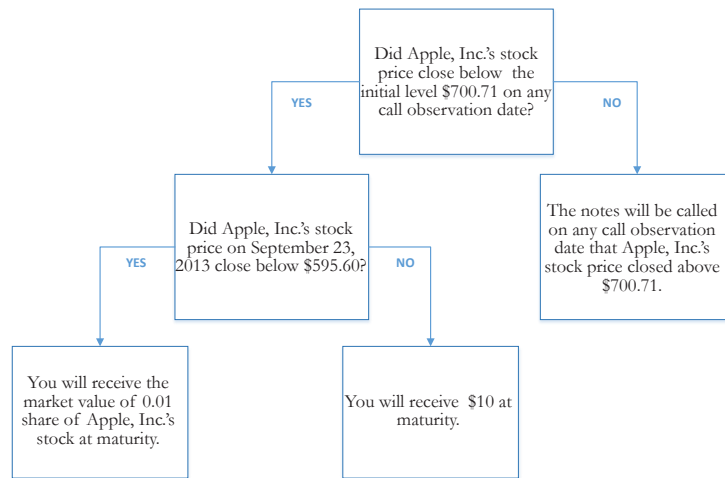 Did Apple, Inc.'s stock
price close below the
initial level $700.71 on any
call observation date?
YES
NO
Did Apple, Inc.'s stock
price on September 23,
2013 close below $595.60?
The notes will be called
on any call observation
date that Apple, Inc.'s
stock price closed above
$700.71.
YES
NO
You will receive the
market value of 0.01
share of Apple, Inc.'s
stock at maturity.
You will receive $10 at
maturity.